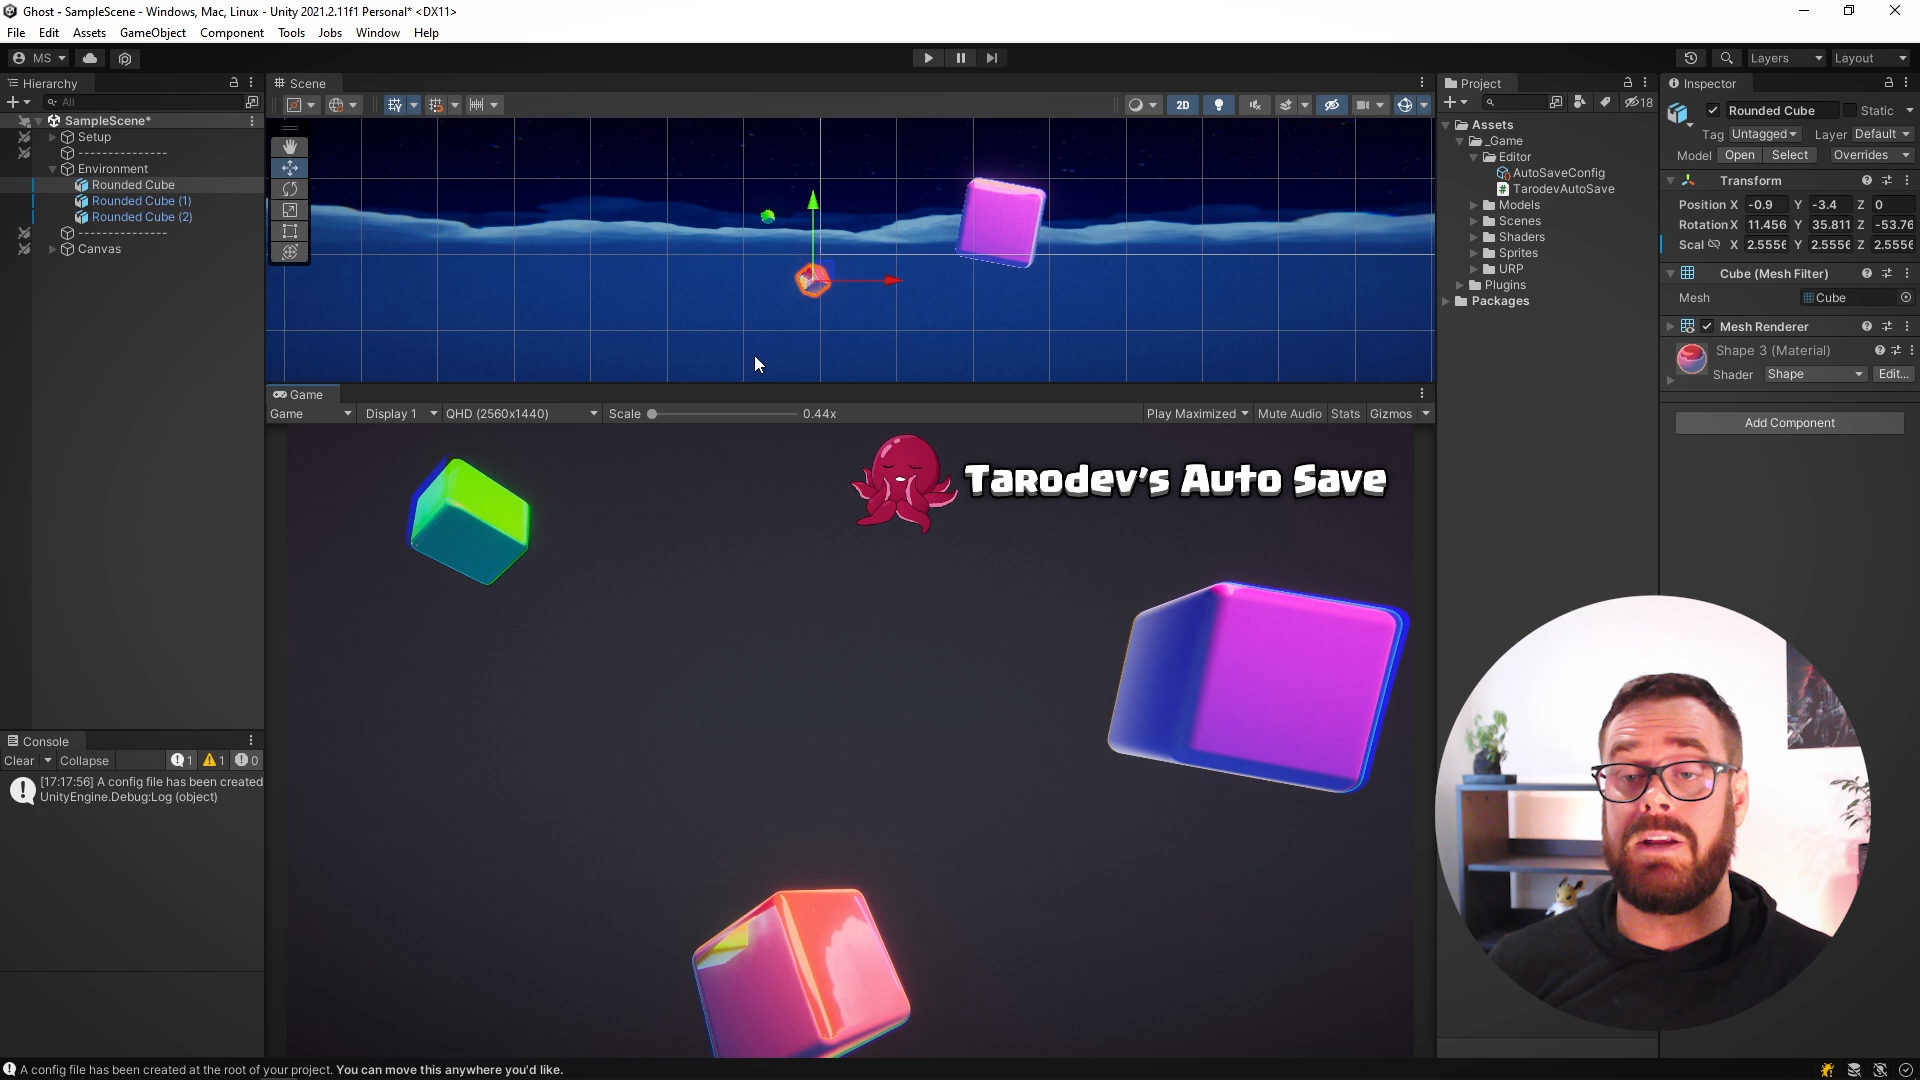 Ghost - SampleScene - Windows, Mac, Linux - Unity 2021.2.11f1 Personal* <DX11>
File Edit Assets GameObject Component Tools Jobs Window Help
MS
Layers Layout
Hierarchy
All
SampleScene*
Setup
---------------
Environment
Rounded Cube
Rounded Cube (1)
Rounded Cube (2)
---------------
Canvas
Scene
2D
Game
Game Display 1 QHD (2560x1440) Scale 0.44x Play Maximized Mute Audio Stats Gizmos
Tarodev's Auto Save
Console
Clear Collapse 1 1 0
[17:17:56] A config file has been created
UnityEngine.Debug:Log (object)
Project
18
Assets
_Game
Editor
AutoSaveConfig
TarodevAutoSave
Models
Scenes
Shaders
Sprites
URP
Plugins
Packages
Inspector
Rounded Cube Static
Tag Untagged Layer Default
Model Open Select Overrides
Transform
Position X -0.9 Y -3.4 Z 0
Rotation X 11.456 Y 35.811 Z -53.76
Scal X 2.5556 Y 2.5556 Z 2.5556
Cube (Mesh Filter)
Mesh Cube
Mesh Renderer
Shape 3 (Material)
Shader Shape Edit...
Add Component
A config file has been created at the root of your project. You can move this anywhere you'd like.